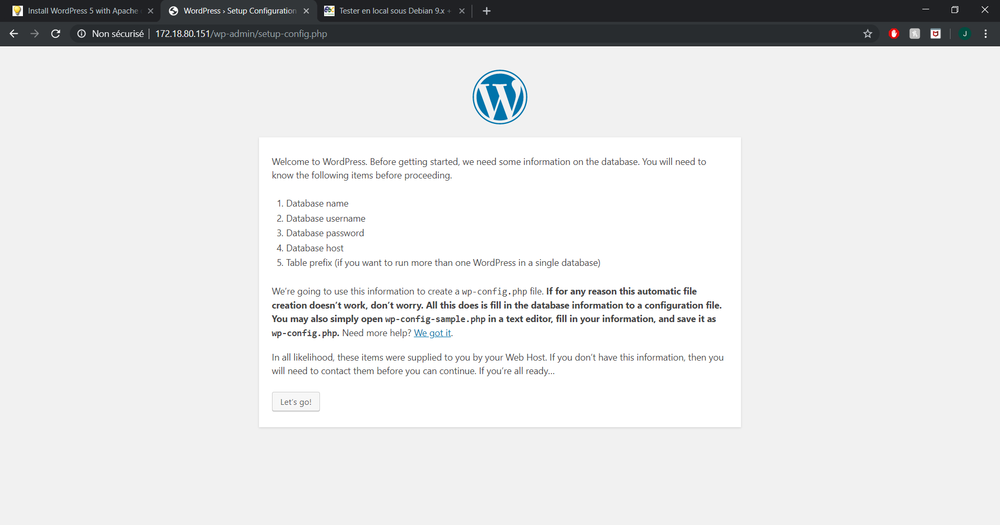 Install WordPress 5 with Apache
WordPress › Setup Configuration
Tester en local sous Debian 9.x +
Non sécurisé
172.18.80.151/wp-admin/setup-config.php
J
Welcome to WordPress. Before getting started, we need some information on the database. You will need to
know the following items before proceeding.
1. Database name
2. Database username
3. Database password
4. Database host
5. Table prefix (if you want to run more than one WordPress in a single database)
We’re going to use this information to create a wp-config.php file. If for any reason this automatic file
creation doesn’t work, don’t worry. All this does is fill in the database information to a configuration file.
You may also simply open wp-config-sample.php in a text editor, fill in your information, and save it as
wp-config.php. Need more help? We got it.
In all likelihood, these items were supplied to you by your Web Host. If you don’t have this information, then you
will need to contact them before you can continue. If you’re all ready…
Let’s go!